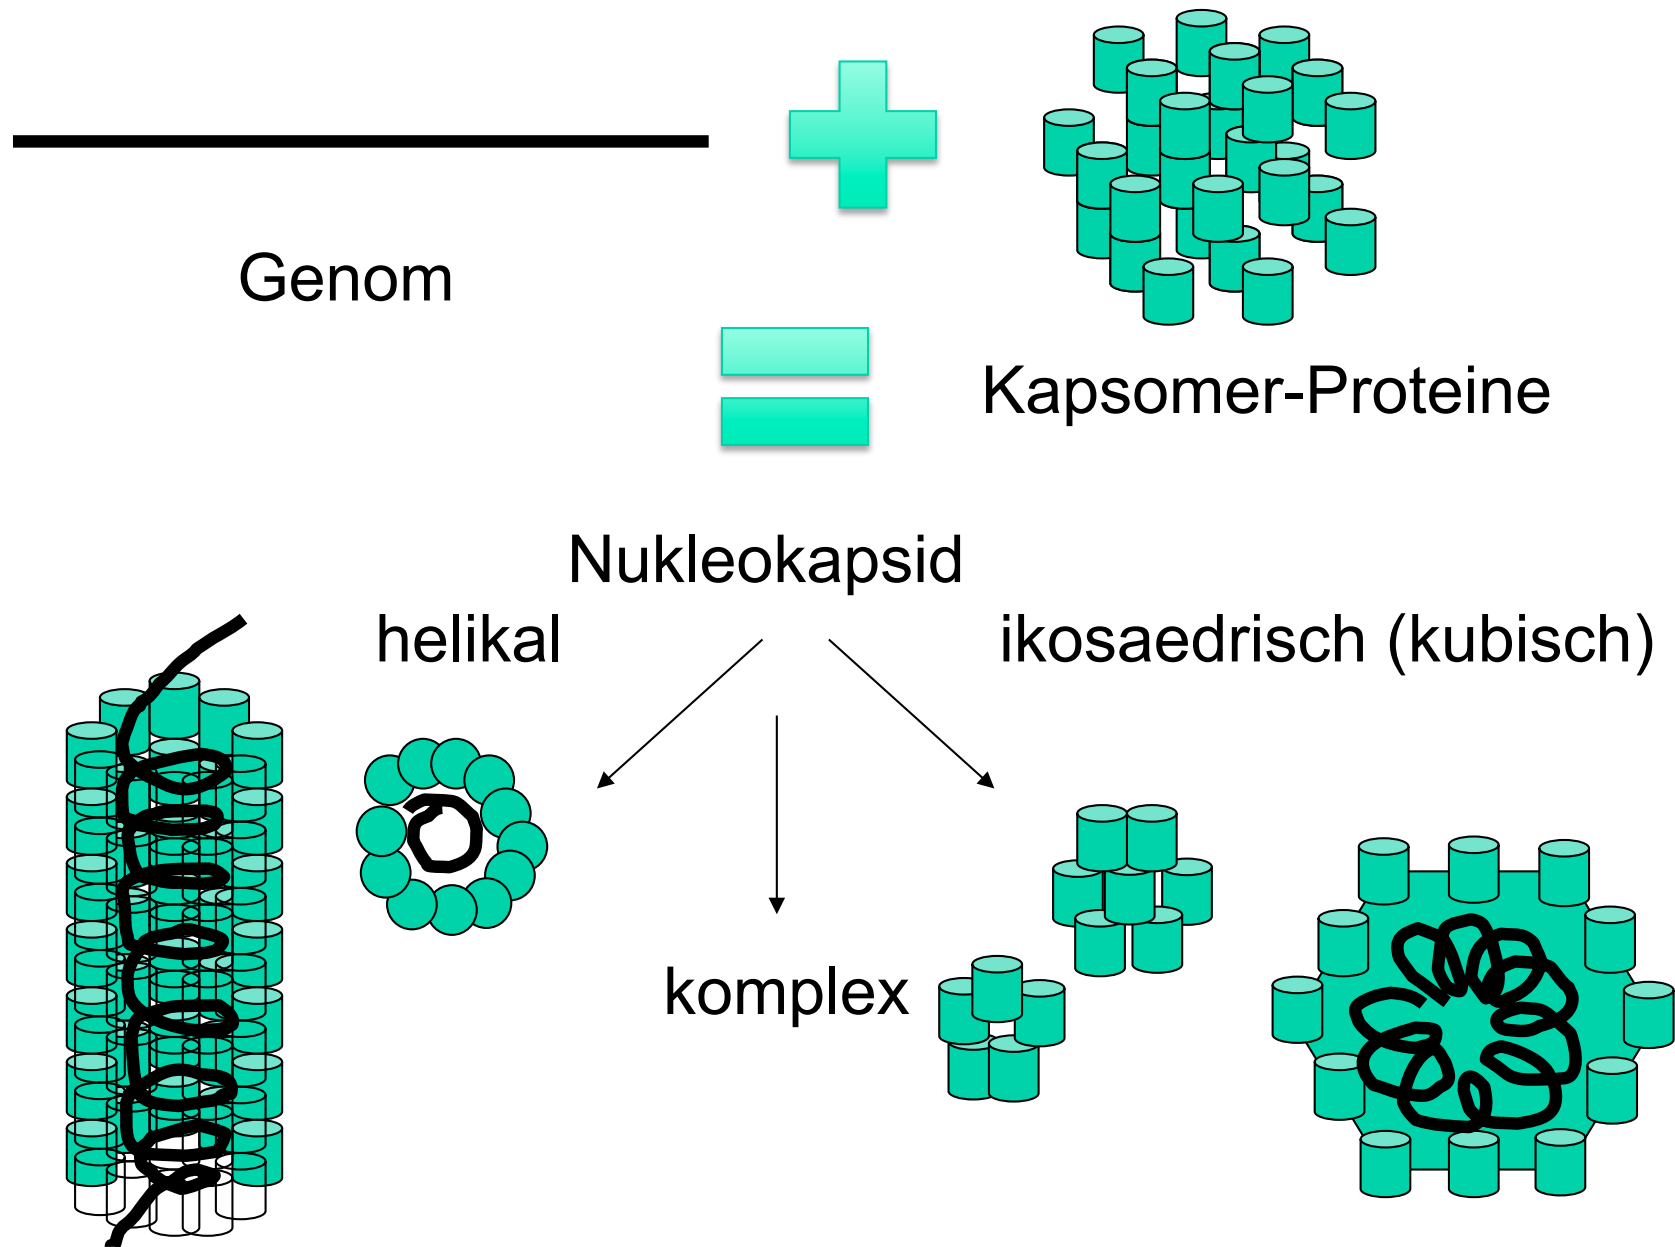 Genom
Kapsomer-Proteine
Nukleokapsid
helikal
ikosaedrisch (kubisch)
komplex